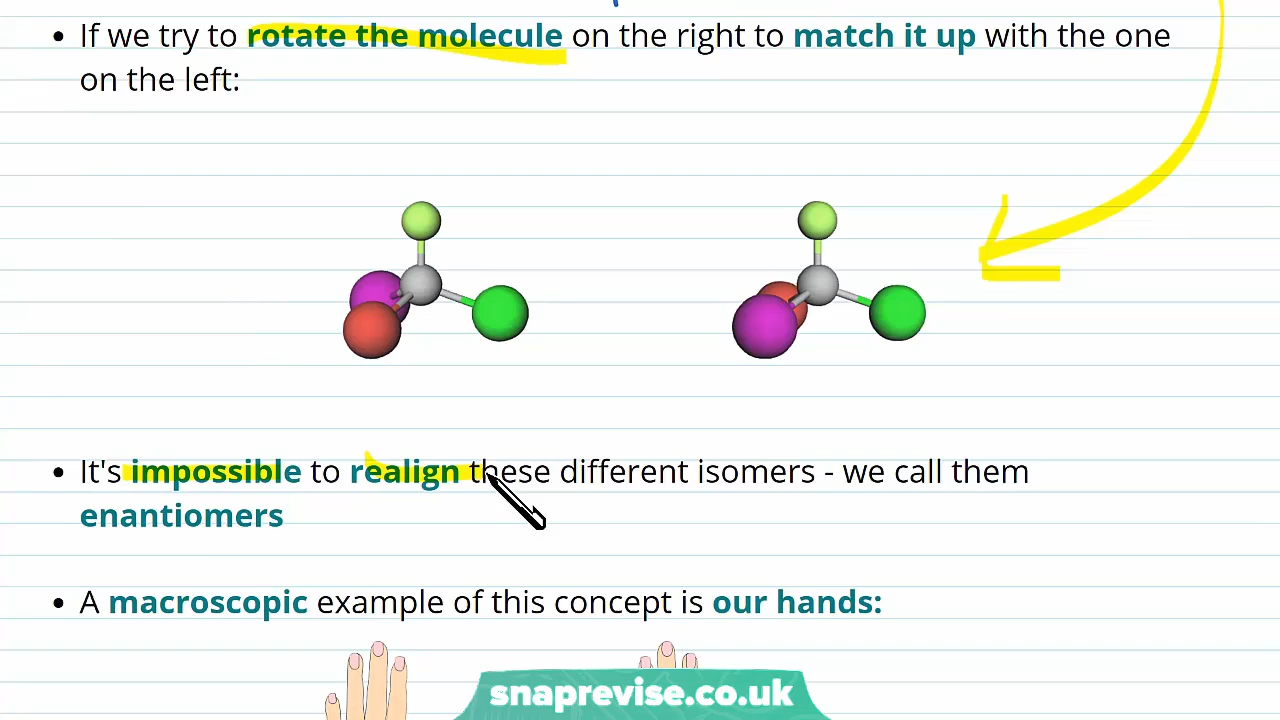 • If we try to rotate the molecule on the right to match it up with the one
on the left:
• It's impossible to realign these different isomers - we call them
enantiomers
• A macroscopic example of this concept is our hands:
snaprevise.co.uk